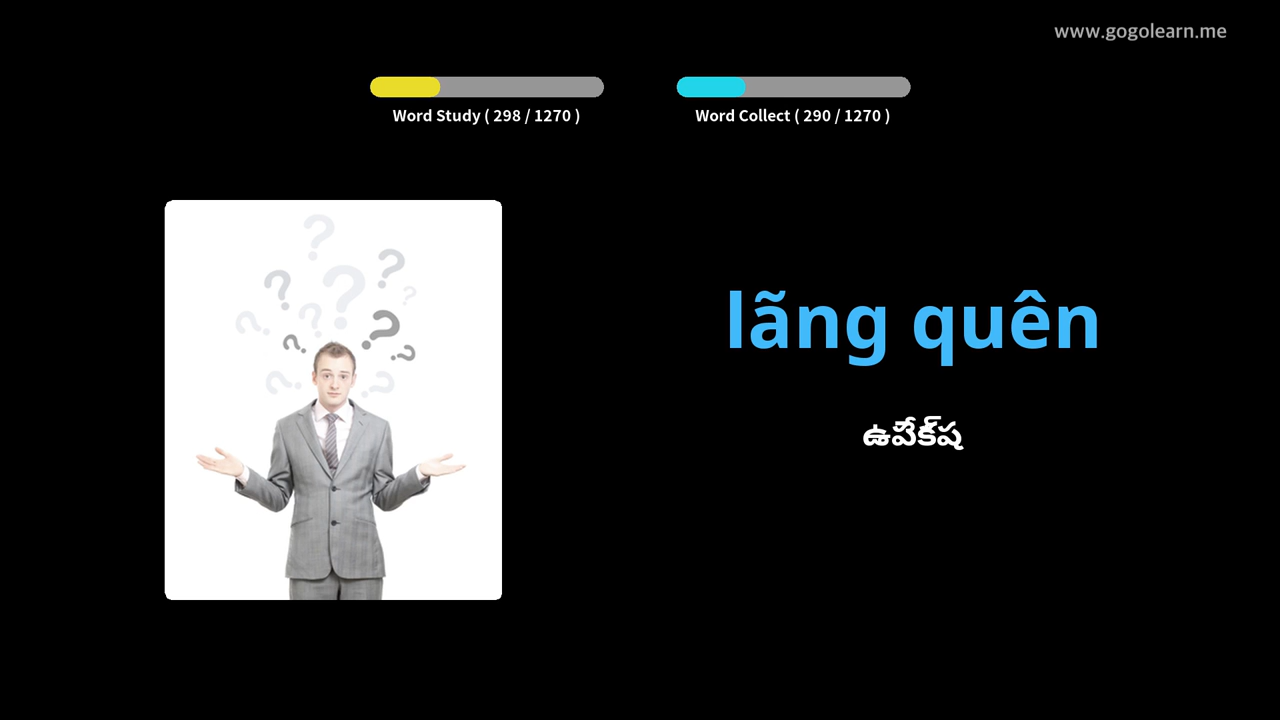 www.gogolearn.me
Word Study ( 298 / 1270 )
Word Collect ( 290 / 1270 )
lãng quên
ఉపేక్ష